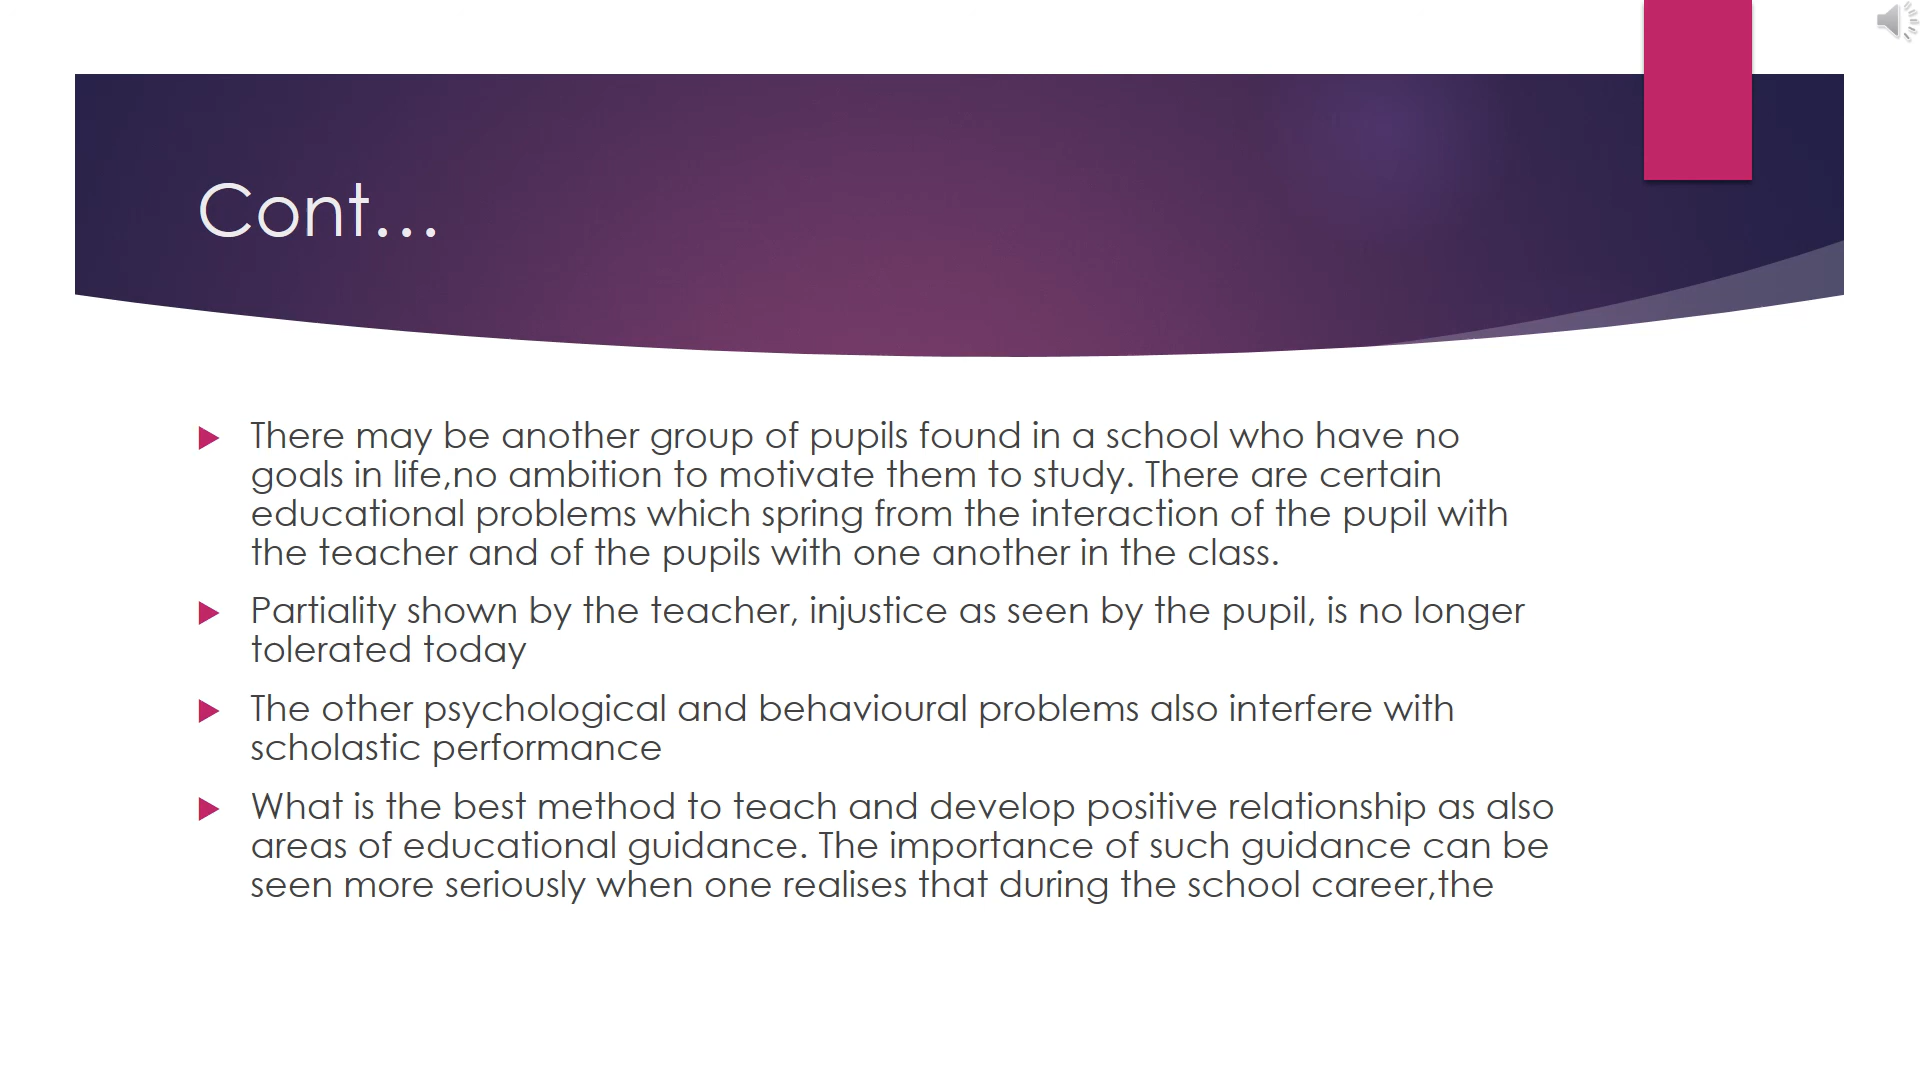 Cont...
There may be another group of pupils found in a school who have no
goals in life,no ambition to motivate them to study. There are certain
educational problems which spring from the interaction of the pupil with
the teacher and of the pupils with one another in the class.
Partiality shown by the teacher, injustice as seen by the pupil, is no longer
tolerated today
The other psychological and behavioural problems also interfere with
scholastic performance
What is the best method to teach and develop positive relationship as also
areas of educational guidance. The importance of such guidance can be
seen more seriously when one realises that during the school career,the